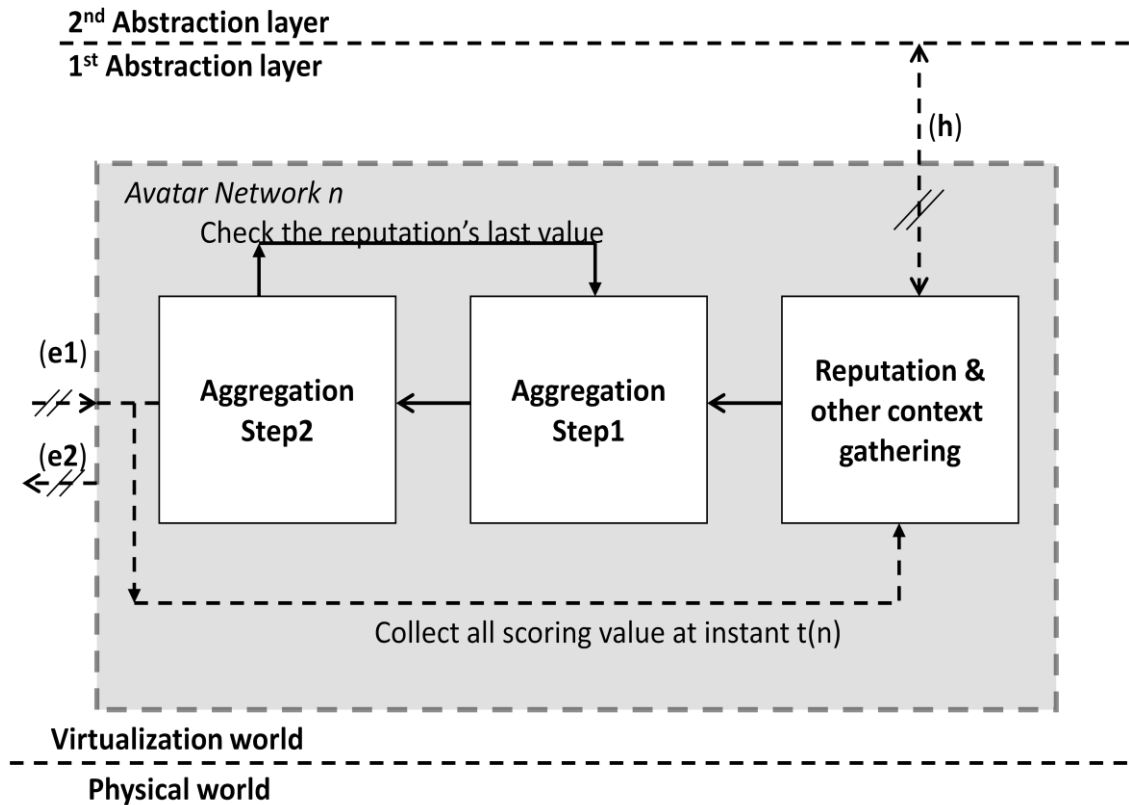 2nd Abstraction layer
1st Abstraction layer
(h)
Avatar Network n
Check the reputation's last value
(e1)
(e2)
Aggregation
Step2
Aggregation
Step1
Reputation &
other context
gathering
Collect all scoring value at instant t(n)
Virtualization world
Physical world